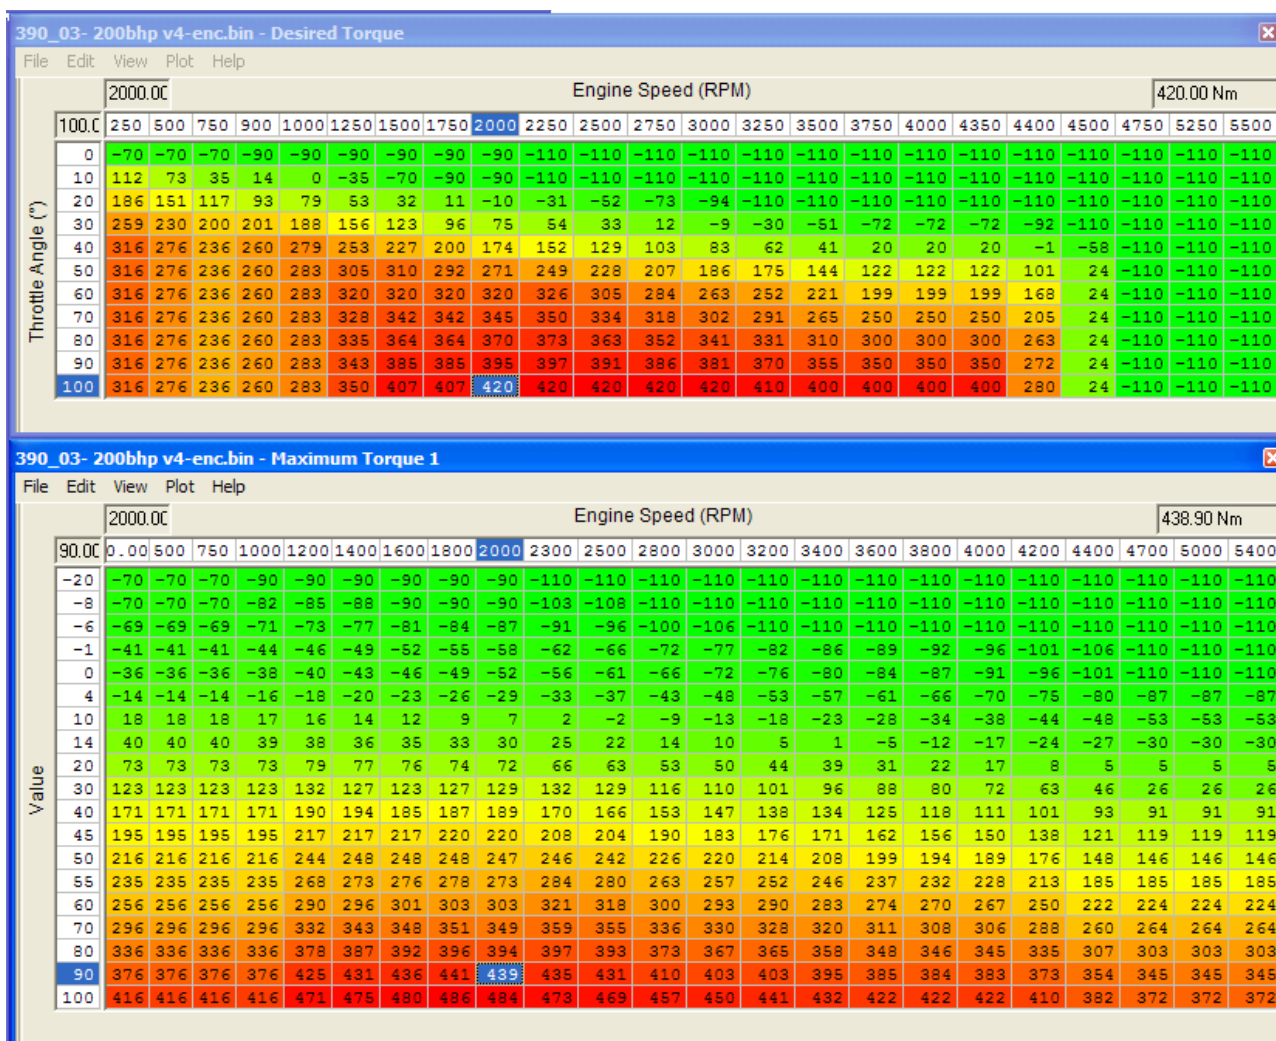 390_03- 200bhp v4-enc.bin - Desired Torque
File Edit View Plot Help
2000.0C Engine Speed (RPM) 420.00 Nm
100.C 250 500 750 900 1000 1250 1500 1750 2000 2250 2500 2750 3000 3250 3500 3750 4000 4350 4400 4500 4750 5250 5500
Throttle Angle (°)
0 -70 -70 -70 -90 -90 -90 -90 -90 -90 -110 -110 -110 -110 -110 -110 -110 -110 -110 -110 -110 -110 -110 -110
10 112 73 35 14 0 -35 -70 -90 -90 -110 -110 -110 -110 -110 -110 -110 -110 -110 -110 -110 -110 -110 -110
20 186 151 117 93 79 53 32 11 -10 -31 -52 -73 -94 -110 -110 -110 -110 -110 -110 -110 -110 -110 -110
30 259 230 200 201 188 156 123 96 75 54 33 12 -9 -30 -51 -72 -72 -72 -92 -110 -110 -110 -110
40 316 276 236 260 279 253 227 200 174 152 129 103 83 62 41 20 20 20 -1 -58 -110 -110 -110
50 316 276 236 260 283 305 310 292 271 249 228 207 186 175 144 122 122 122 101 24 -110 -110 -110
60 316 276 236 260 283 320 320 320 320 326 305 284 263 252 221 199 199 199 168 24 -110 -110 -110
70 316 276 236 260 283 328 342 342 345 350 334 318 302 291 265 250 250 250 205 24 -110 -110 -110
80 316 276 236 260 283 335 364 364 370 373 363 352 341 331 310 300 300 300 263 24 -110 -110 -110
90 316 276 236 260 283 343 385 385 395 397 391 386 381 370 355 350 350 350 272 24 -110 -110 -110
100 316 276 236 260 283 350 407 407 420 420 420 420 420 410 400 400 400 400 280 24 -110 -110 -110
390_03- 200bhp v4-enc.bin - Maximum Torque 1
File Edit View Plot Help
2000.0C Engine Speed (RPM) 438.90 Nm
90.0C 0.00 500 750 1000 1200 1400 1600 1800 2000 2300 2500 2800 3000 3200 3400 3600 3800 4000 4200 4400 4700 5000 5400
Value
-20 -70 -70 -70 -90 -90 -90 -90 -90 -90 -110 -110 -110 -110 -110 -110 -110 -110 -110 -110 -110 -110 -110 -110
-8 -70 -70 -70 -82 -85 -88 -90 -90 -90 -103 -108 -110 -110 -110 -110 -110 -110 -110 -110 -110 -110 -110 -110
-6 -69 -69 -69 -71 -73 -77 -81 -84 -87 -91 -96 -100 -106 -110 -110 -110 -110 -110 -110 -110 -110 -110 -110
-1 -41 -41 -41 -44 -46 -49 -52 -55 -58 -62 -66 -72 -77 -82 -86 -89 -92 -96 -101 -106 -110 -110 -110
0 -36 -36 -36 -38 -40 -43 -46 -49 -52 -56 -61 -66 -72 -76 -80 -84 -87 -91 -96 -101 -110 -110 -110
4 -14 -14 -14 -16 -18 -20 -23 -26 -29 -33 -37 -43 -48 -53 -57 -61 -66 -70 -75 -80 -87 -87 -87
10 18 18 18 17 16 14 12 9 7 2 -2 -9 -13 -18 -23 -28 -34 -38 -44 -48 -53 -53 -53
14 40 40 40 39 38 36 35 33 30 25 22 14 10 5 1 -5 -12 -17 -24 -27 -30 -30 -30
20 73 73 73 73 79 77 76 74 72 66 63 53 50 44 39 31 22 17 8 5 5 5 5
30 123 123 123 123 132 127 123 127 129 132 129 116 110 101 96 88 80 72 63 46 26 26 26
40 171 171 171 171 190 194 185 187 189 170 166 153 147 138 134 125 118 111 101 93 91 91 91
45 195 195 195 195 217 217 217 220 220 208 204 190 183 176 171 162 156 150 138 121 119 119 119
50 216 216 216 216 244 248 248 248 247 246 242 226 220 214 208 199 194 189 176 148 146 146 146
55 235 235 235 235 268 273 276 278 273 284 280 263 257 252 246 237 232 228 213 185 185 185 185
60 256 256 256 256 290 296 301 303 303 321 318 300 293 290 283 274 270 267 250 222 224 224 224
70 296 296 296 296 332 343 348 351 349 359 355 336 330 328 320 311 308 306 288 260 264 264 264
80 336 336 336 336 378 387 392 396 394 397 393 373 367 365 358 348 346 345 335 307 303 303 303
90 376 376 376 376 425 431 436 441 439 435 431 410 403 403 395 385 384 383 373 354 345 345 345
100 416 416 416 416 471 475 480 486 484 473 469 457 450 441 432 422 422 422 410 382 372 372 372